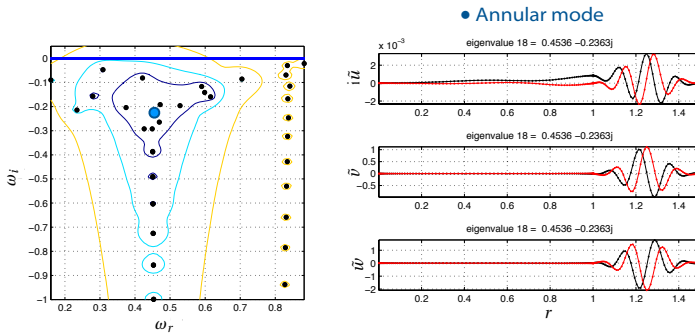 • Annular mode
0
−0.1
−0.2
−0.3
−0.4
−0.5
−0.6
−0.7
−0.8
−0.9
−1
ω_i
0.2 0.3 0.4 0.5 0.6 0.7 0.8
ω_r
× 10⁻³
eigenvalue 18 = 0.4536 −0.2363j
2
0
−2
iũ
0.2 0.4 0.6 0.8 1 1.2 1.4
eigenvalue 18 = 0.4536 −0.2363j
1
0.5
0
−0.5
ṽ
0.2 0.4 0.6 0.8 1 1.2 1.4
eigenvalue 18 = 0.4536 −0.2363j
1
0
−1
−2
iw̃
0.2 0.4 0.6 0.8 1 1.2 1.4
r